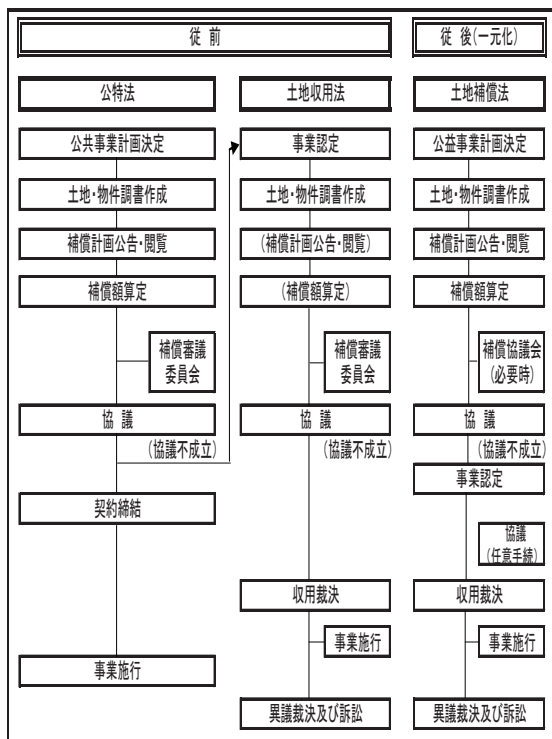 従 前
従 後(一元化)
公特法
土地収用法
土地補償法
公共事業計画決定
事業認定
公益事業計画決定
土地・物件調書作成
土地・物件調書作成
土地・物件調書作成
補償計画公告・閲覧
(補償計画公告・閲覧)
補償計画公告・閲覧
補償額算定
(補償額算定)
補償額算定
補償審議
委員会
補償審議
委員会
補償協議会
(必要時)
協 議
協 議
協 議
(協議不成立)
(協議不成立)
(協議不成立)
事業認定
契約締結
協議
(任意手続)
収用裁決
収用裁決
事業施行
事業施行
事業施行
異議裁決及び訴訟
異議裁決及び訴訟